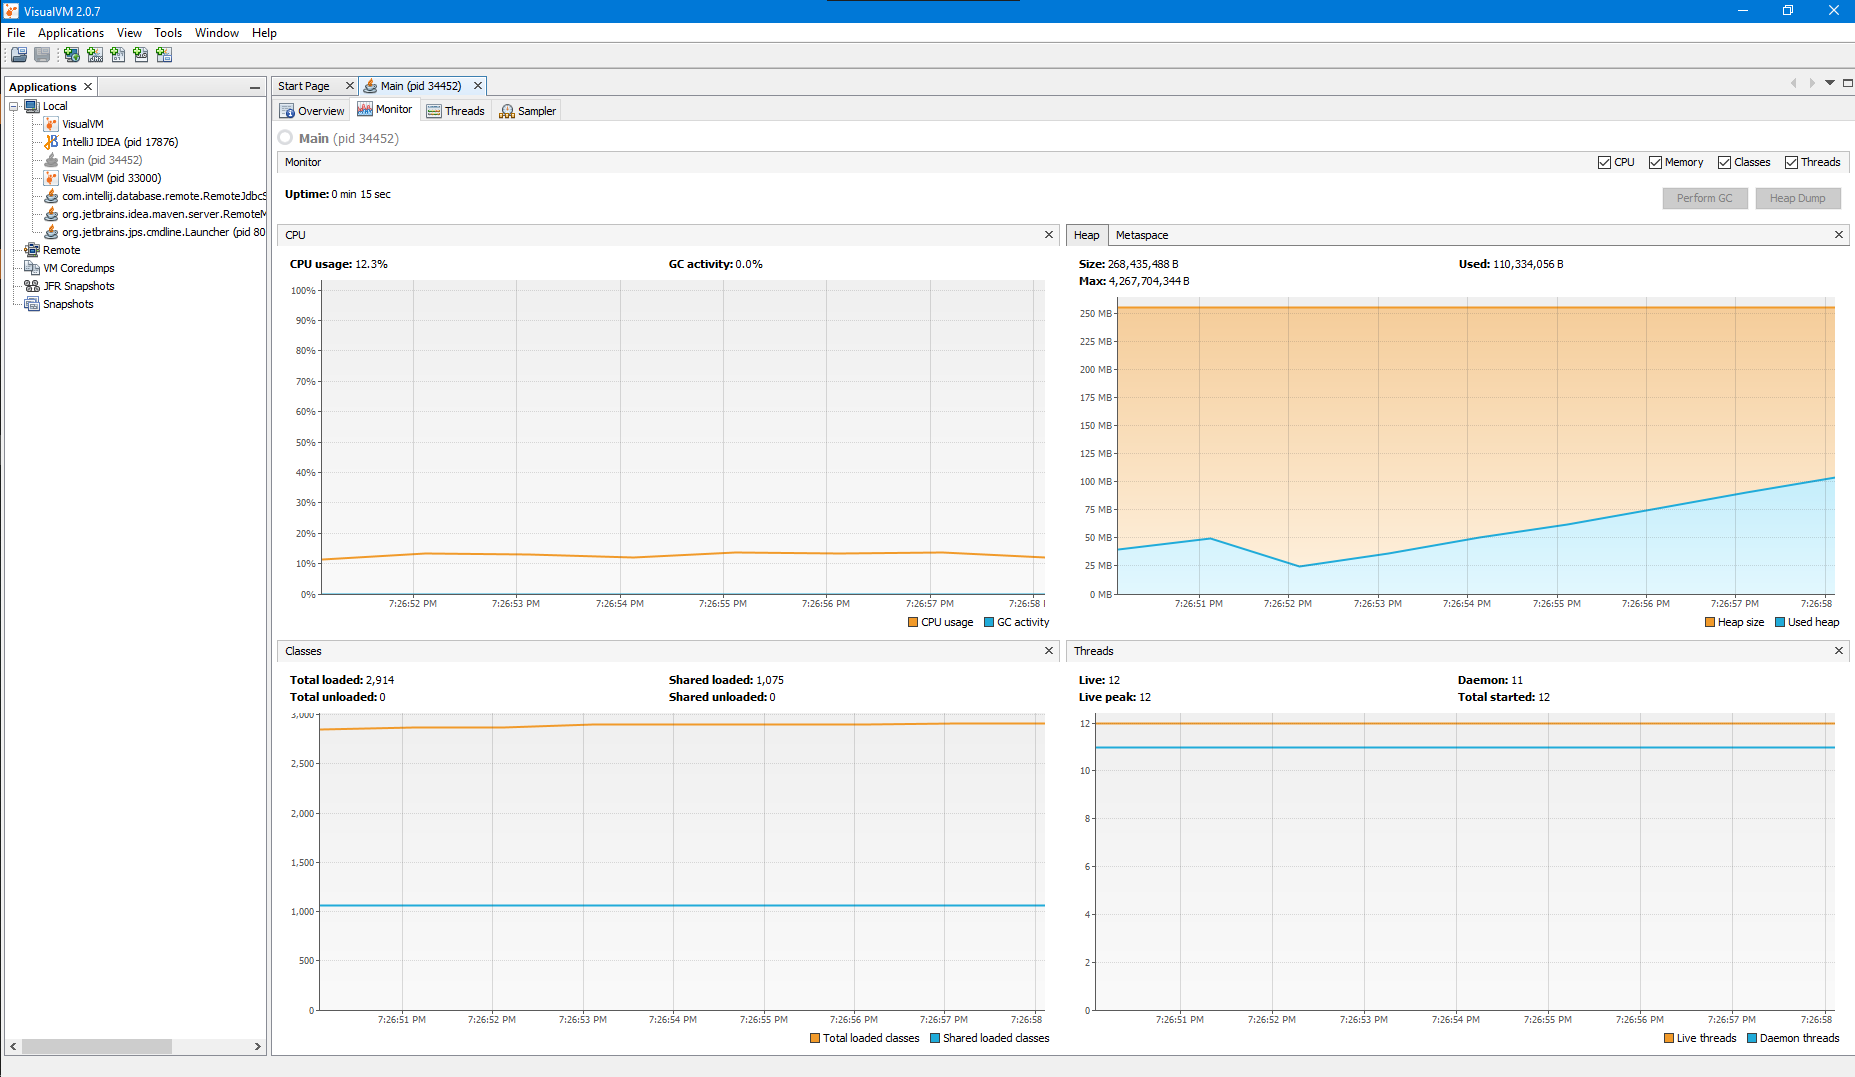 VisualVM 2.0.7
File Applications View Tools Window Help
Applications
Local
VisualVM
IntelliJ IDEA (pid 17876)
Main (pid 34452)
VisualVM (pid 33000)
com.intellij.database.remote.RemoteJdbcS
org.jetbrains.idea.maven.server.RemoteM
org.jetbrains.jps.cmdline.Launcher (pid 80
Remote
VM Coredumps
JFR Snapshots
Snapshots
Start Page Main (pid 34452)
Overview Monitor Threads Sampler
Main (pid 34452)
Monitor CPU Memory Classes Threads
Uptime: 0 min 15 sec
Perform GC Heap Dump
CPU
CPU usage: 12.3% GC activity: 0.0%
100%
90%
80%
70%
60%
50%
40%
30%
20%
10%
0%
7:26:52 PM 7:26:53 PM 7:26:54 PM 7:26:55 PM 7:26:56 PM 7:26:57 PM 7:26:58
CPU usage GC activity
Heap Metaspace
Size: 268,435,488 B Used: 110,334,056 B
Max: 4,267,704,344 B
250 MB
225 MB
200 MB
175 MB
150 MB
125 MB
100 MB
75 MB
50 MB
25 MB
0 MB
7:26:51 PM 7:26:52 PM 7:26:53 PM 7:26:54 PM 7:26:55 PM 7:26:56 PM 7:26:57 PM 7:26:58
Heap size Used heap
Classes
Total loaded: 2,914 Shared loaded: 1,075
Total unloaded: 0 Shared unloaded: 0
3,000
2,500
2,000
1,500
1,000
500
0
7:26:51 PM 7:26:52 PM 7:26:53 PM 7:26:54 PM 7:26:55 PM 7:26:56 PM 7:26:57 PM 7:26:58
Total loaded classes Shared loaded classes
Threads
Live: 12 Daemon: 11
Live peak: 12 Total started: 12
12
10
8
6
4
2
0
7:26:51 PM 7:26:52 PM 7:26:53 PM 7:26:54 PM 7:26:55 PM 7:26:56 PM 7:26:57 PM 7:26:58
Live threads Daemon threads